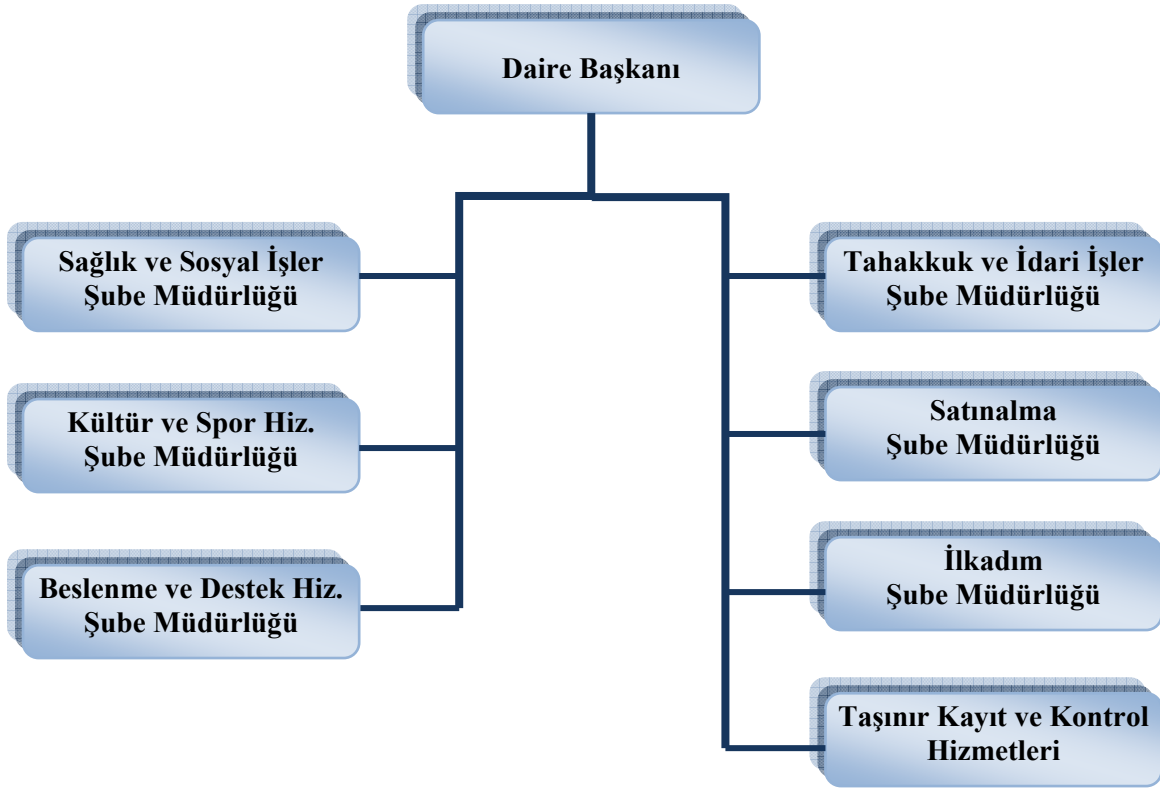 Daire Başkanı
Sağlık ve Sosyal İşler
Şube Müdürlüğü
Kültür ve Spor Hiz.
Şube Müdürlüğü
Beslenme ve Destek Hiz.
Şube Müdürlüğü
Tahakkuk ve İdari İşler
Şube Müdürlüğü
Satınalma
Şube Müdürlüğü
İlkadım
Şube Müdürlüğü
Taşınır Kayıt ve Kontrol
Hizmetleri